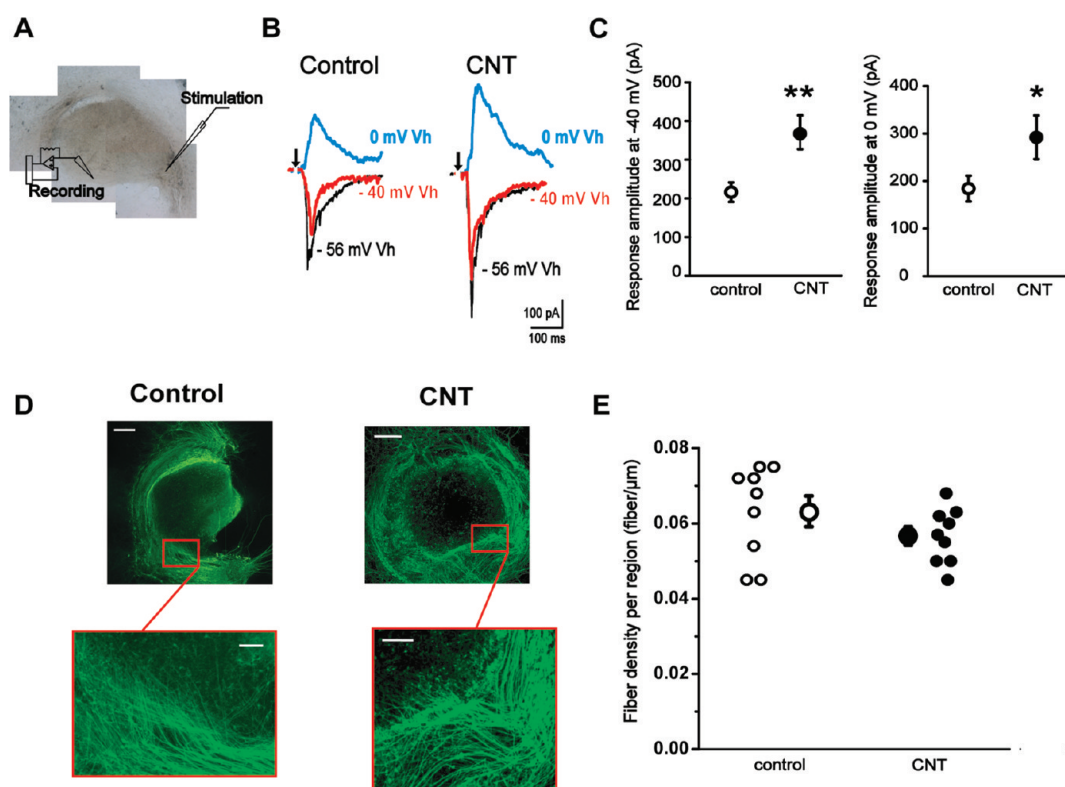 A
Stimulation
Recording
B
Control
CNT
0 mV Vh
0 mV Vh
- 40 mV Vh
- 40 mV Vh
- 56 mV Vh
- 56 mV Vh
100 pA
100 ms
C
Response amplitude at -40 mV (pA)
500
400
300
200
100
0
**
control
CNT
Response amplitude at 0 mV (pA)
400
300
200
100
0
*
control
CNT
D
Control
CNT
E
Fiber density per region (fiber/µm)
0.08
0.06
0.04
0.02
0.00
control
CNT